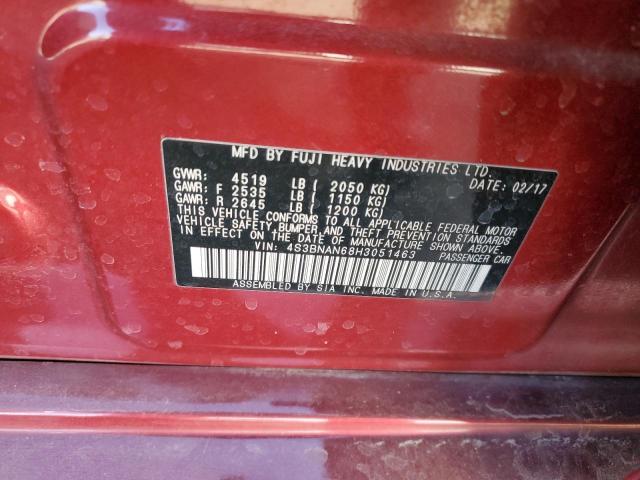 MFD BY FUJI HEAVY INDUSTRIES LTD.
GVWR: 4519 LB ( 2050 KG) DATE: 02/17
GAWR: F 2535 LB ( 1150 KG)
GAWR: R 2645 LB ( 1200 KG)
THIS VEHICLE CONFORMS TO ALL APPLICABLE FEDERAL MOTOR
VEHICLE SAFETY, BUMPER, AND THEFT PREVENTION STANDARDS
IN EFFECT ON THE DATE OF MANUFACTURE SHOWN ABOVE.
VIN: 4S3BNAN68H3051463 PASSENGER CAR
ASSEMBLED BY SIA INC. MADE IN U.S.A.